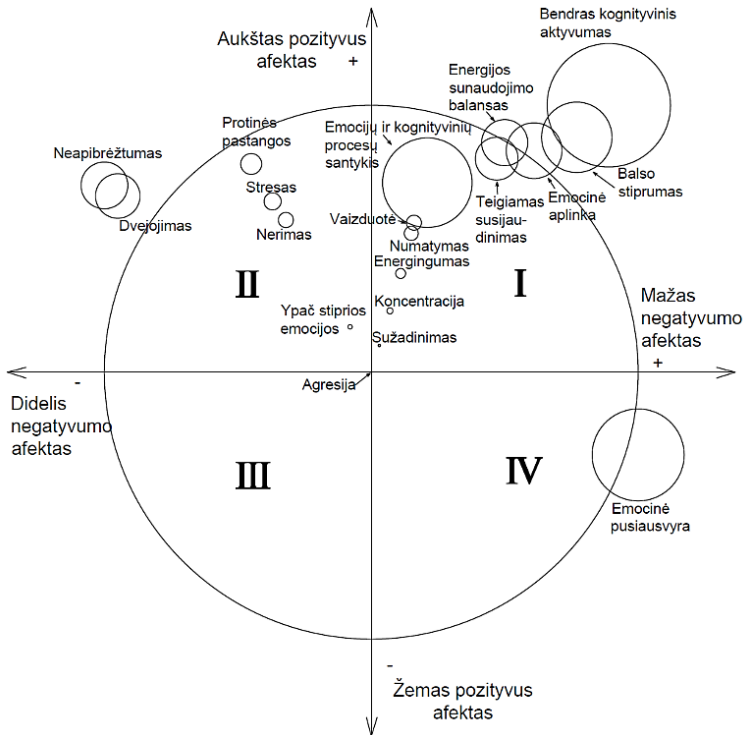 Bendras kognityvinis
aktyvumas
Aukštas pozityvus
afektas
+
Energijos
sunaudojimo
balansas
Protinės
pastangos
Emocijų ir kognityvinių
procesų
santykis
Neapibrėžtumas
Stresas
Dvejojimas
Nerimas
Vaizduotė
Numatymas
Energingumas
Teigiamas
susijau-
dinimas
Emocinė
aplinka
Balso
stiprumas
II
I
Ypač stiprios
emocijos
Koncentracija
Sužadinimas
Mažas
negatyvumo
afektas
+
-
Agresija
Didelis
negatyvumo
afektas
III
IV
Emocinė
pusiausvyra
-
Žemas pozityvus
afektas